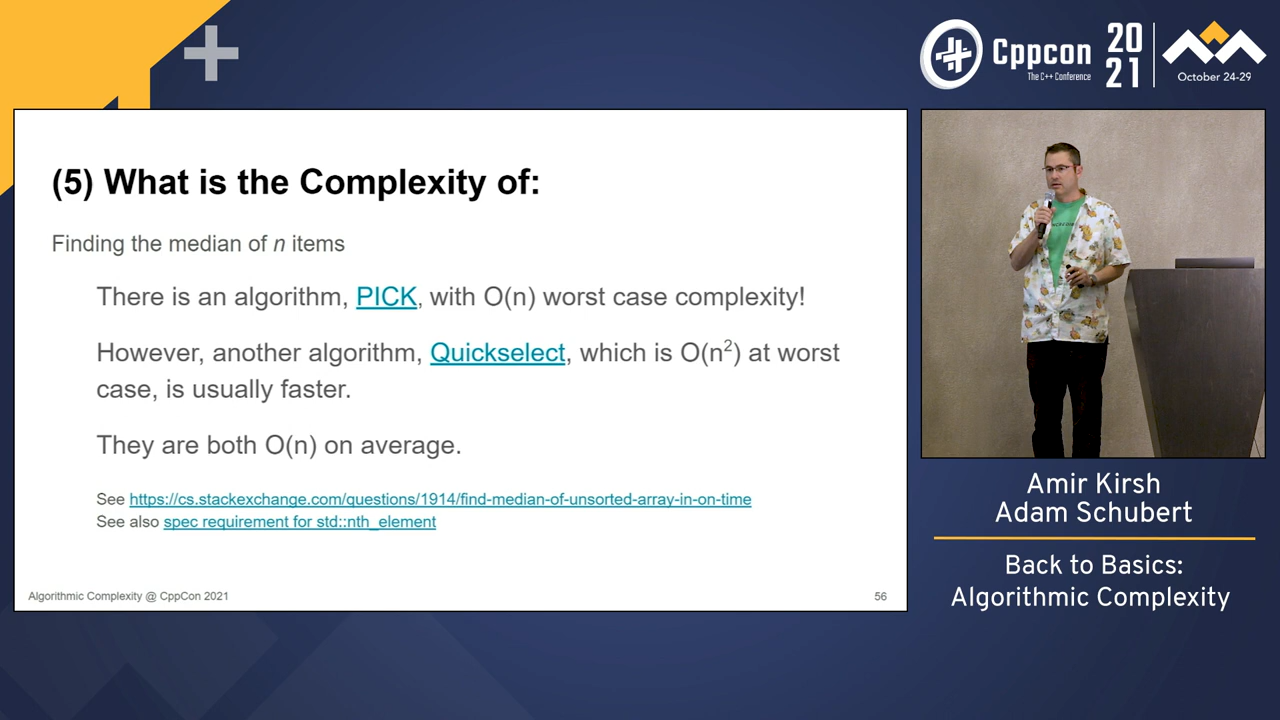 Cppcon
The C++ Conference
20
21
October 24-29
(5) What is the Complexity of:
Finding the median of n items
There is an algorithm, PICK, with O(n) worst case complexity!
However, another algorithm, Quickselect, which is O(n²) at worst
case, is usually faster.
They are both O(n) on average.
See https://cs.stackexchange.com/questions/1914/find-median-of-unsorted-array-in-on-time
See also spec requirement for std::nth_element
Algorithmic Complexity @ CppCon 2021
56
Amir Kirsh
Adam Schubert
Back to Basics:
Algorithmic Complexity